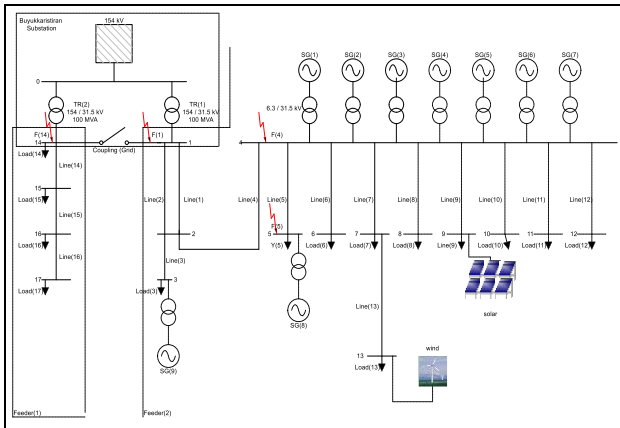 Buyukkaristiran
Substation
154 kV
0
TR(2)
154 / 31.5 kV
100 MVA
TR(1)
154 / 31.5 kV
100 MVA
SG(1)
SG(2)
SG(3)
SG(4)
SG(5)
SG(6)
SG(7)
6.3 / 31.5 kV
F(14)
F(1)
F(4)
14
1
4
Coupling (Grid)
Load(14)
Line(14)
15
Load(15)
Line(15)
16
Load(16)
Line(16)
17
Load(17)
Line(2)
Line(1)
2
Line(3)
3
Load(3)
SG(9)
Line(4)
Line(5)
Line(6)
Line(7)
Line(8)
Line(9)
Line(10)
Line(11)
Line(12)
F(5)
5
6
7
8
9
10
11
12
Y(5)
Load(6)
Load(7)
Load(8)
Line(9)
Load(10)
Load(11)
Load(12)
SG(8)
Line(13)
solar
13
Load(13)
wind
Feeder(1)
Feeder(2)